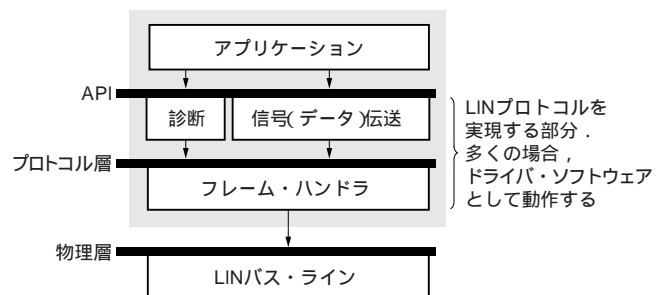 アプリケーション
API
診断
信号(データ)伝送
プロトコル層
フレーム・ハンドラ
物理層
LINバス・ライン
LINプロトコルを
実現する部分．
多くの場合，
ドライバ・ソフトウェア
として動作する